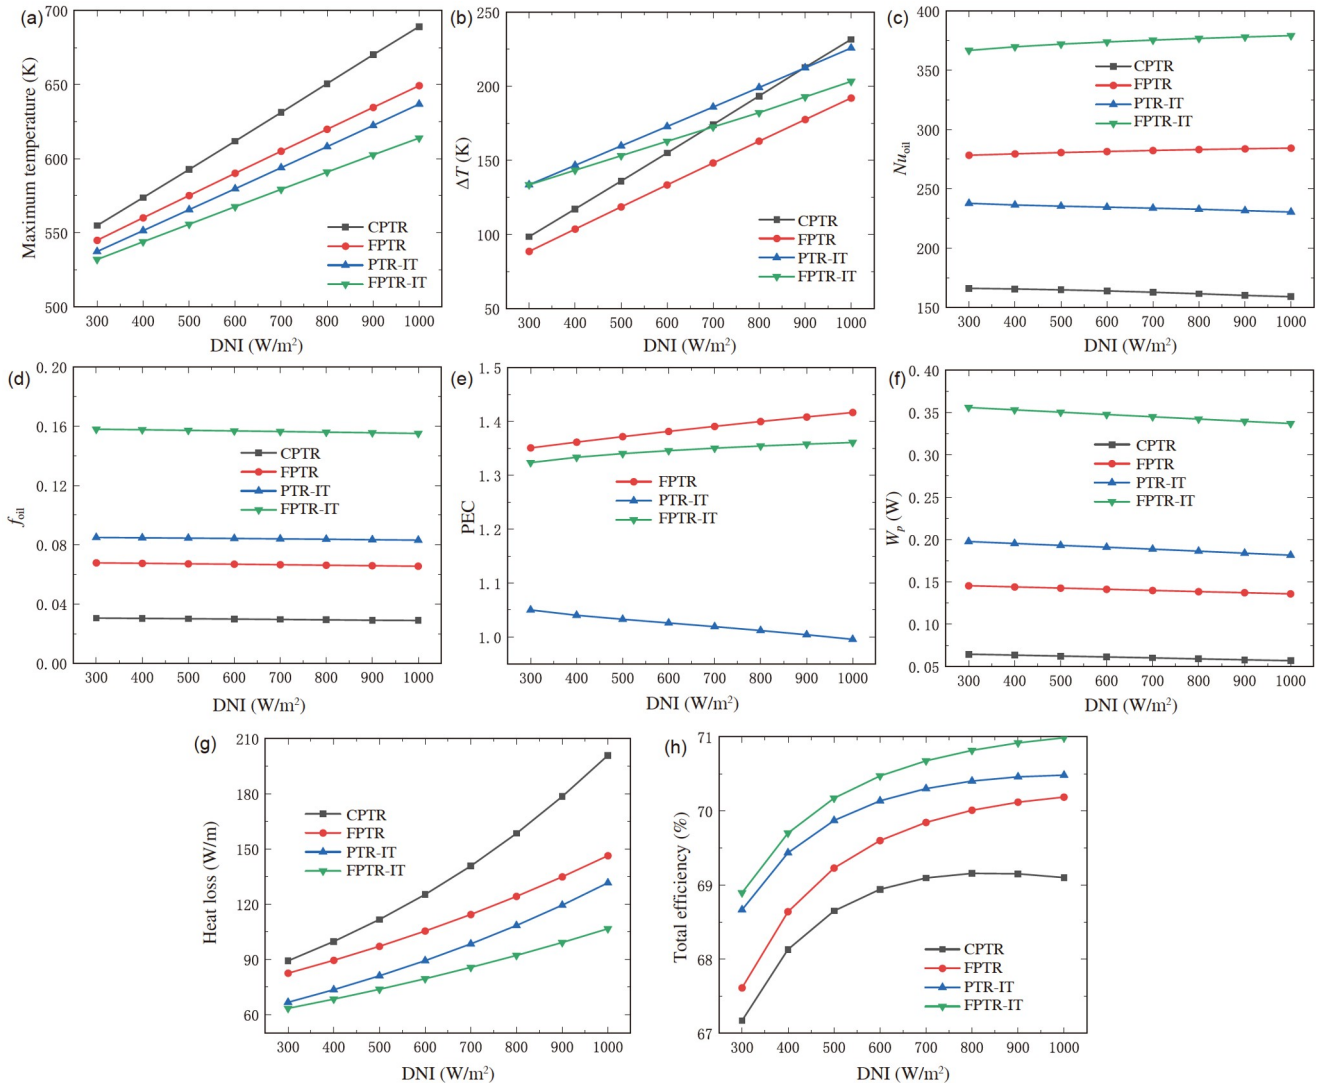 (a)
700
650
600
550
500
Maximum temperature (K)
CPTR
FPTR
PTR-IT
FPTR-IT
300 400 500 600 700 800 900 1000
DNI (W/m²)
(b)
250
200
150
100
50
ΔT (K)
CPTR
FPTR
PTR-IT
FPTR-IT
300 400 500 600 700 800 900 1000
DNI (W/m²)
(c)
400
350
300
250
200
150
Nu_oil
CPTR
FPTR
PTR-IT
FPTR-IT
300 400 500 600 700 800 900 1000
DNI (W/m²)
(d)
0.20
0.16
0.12
0.08
0.04
0.00
f_oil
CPTR
FPTR
PTR-IT
FPTR-IT
300 400 500 600 700 800 900 1000
DNI (W/m²)
(e)
1.5
1.4
1.3
1.2
1.1
1.0
PEC
FPTR
PTR-IT
FPTR-IT
300 400 500 600 700 800 900 1000
DNI (W/m²)
(f)
0.40
0.35
0.30
0.25
0.20
0.15
0.10
0.05
W_p (W)
CPTR
FPTR
PTR-IT
FPTR-IT
300 400 500 600 700 800 900 1000
DNI (W/m²)
(g)
210
180
150
120
90
60
Heat loss (W/m)
CPTR
FPTR
PTR-IT
FPTR-IT
300 400 500 600 700 800 900 1000
DNI (W/m²)
(h)
71
70
69
68
67
Total efficiency (%)
CPTR
FPTR
PTR-IT
FPTR-IT
300 400 500 600 700 800 900 1000
DNI (W/m²)